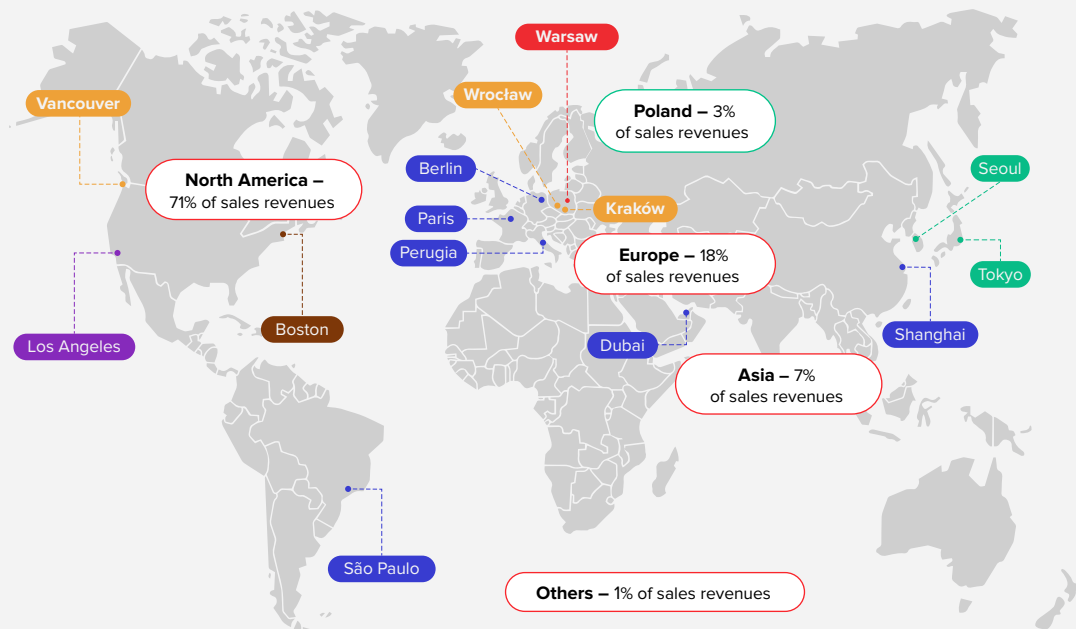 Warsaw
Vancouver
Wrocław
Poland – 3%
of sales revenues
Berlin
Seoul
North America –
71% of sales revenues
Paris
Kraków
Perugia
Europe – 18%
of sales revenues
Tokyo
Boston
Los Angeles
Dubai
Shanghai
Asia – 7%
of sales revenues
São Paulo
Others – 1% of sales revenues